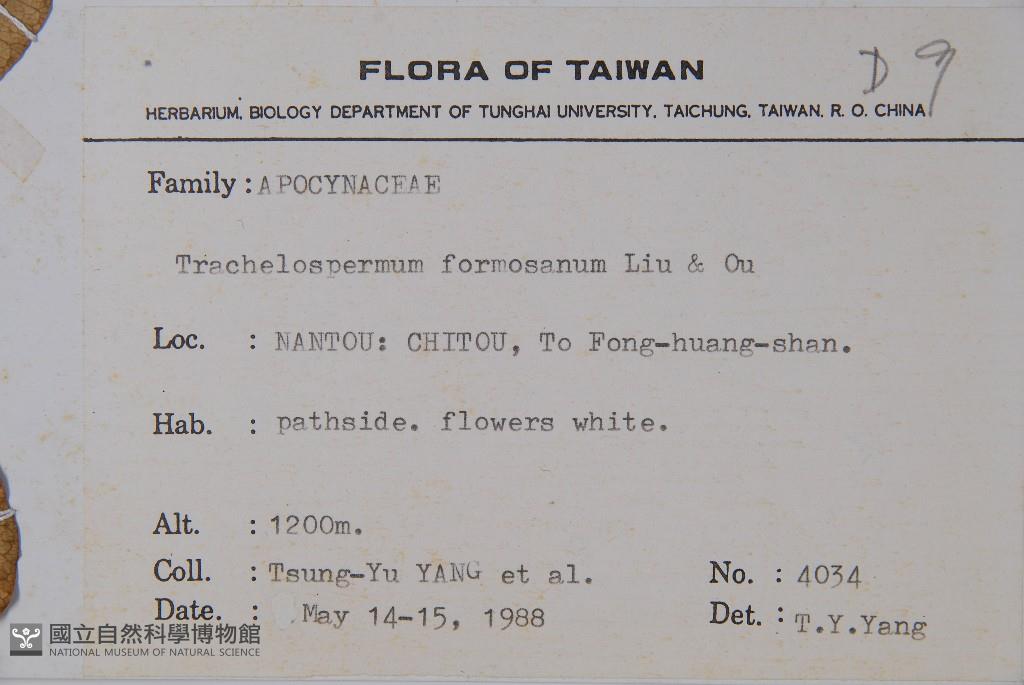 D 9
FLORA OF TAIWAN
HERBARIUM, BIOLOGY DEPARTMENT OF TUNGHAI UNIVERSITY, TAICHUNG, TAIWAN, R. O. CHINA
Family : APOCYNACEAE
Trachelospermum formosanum Liu & Ou
Loc. : NANTOU: CHITOU, To Fong-huang-shan.
Hab. : pathside. flowers white.
Alt. : 1200m.
Coll. : Tsung-Yu YANG et al. No. : 4034
Date. : May 14-15, 1988 Det. : T.Y.Yang
國立自然科學博物館
NATIONAL MUSEUM OF NATURAL SCIENCE